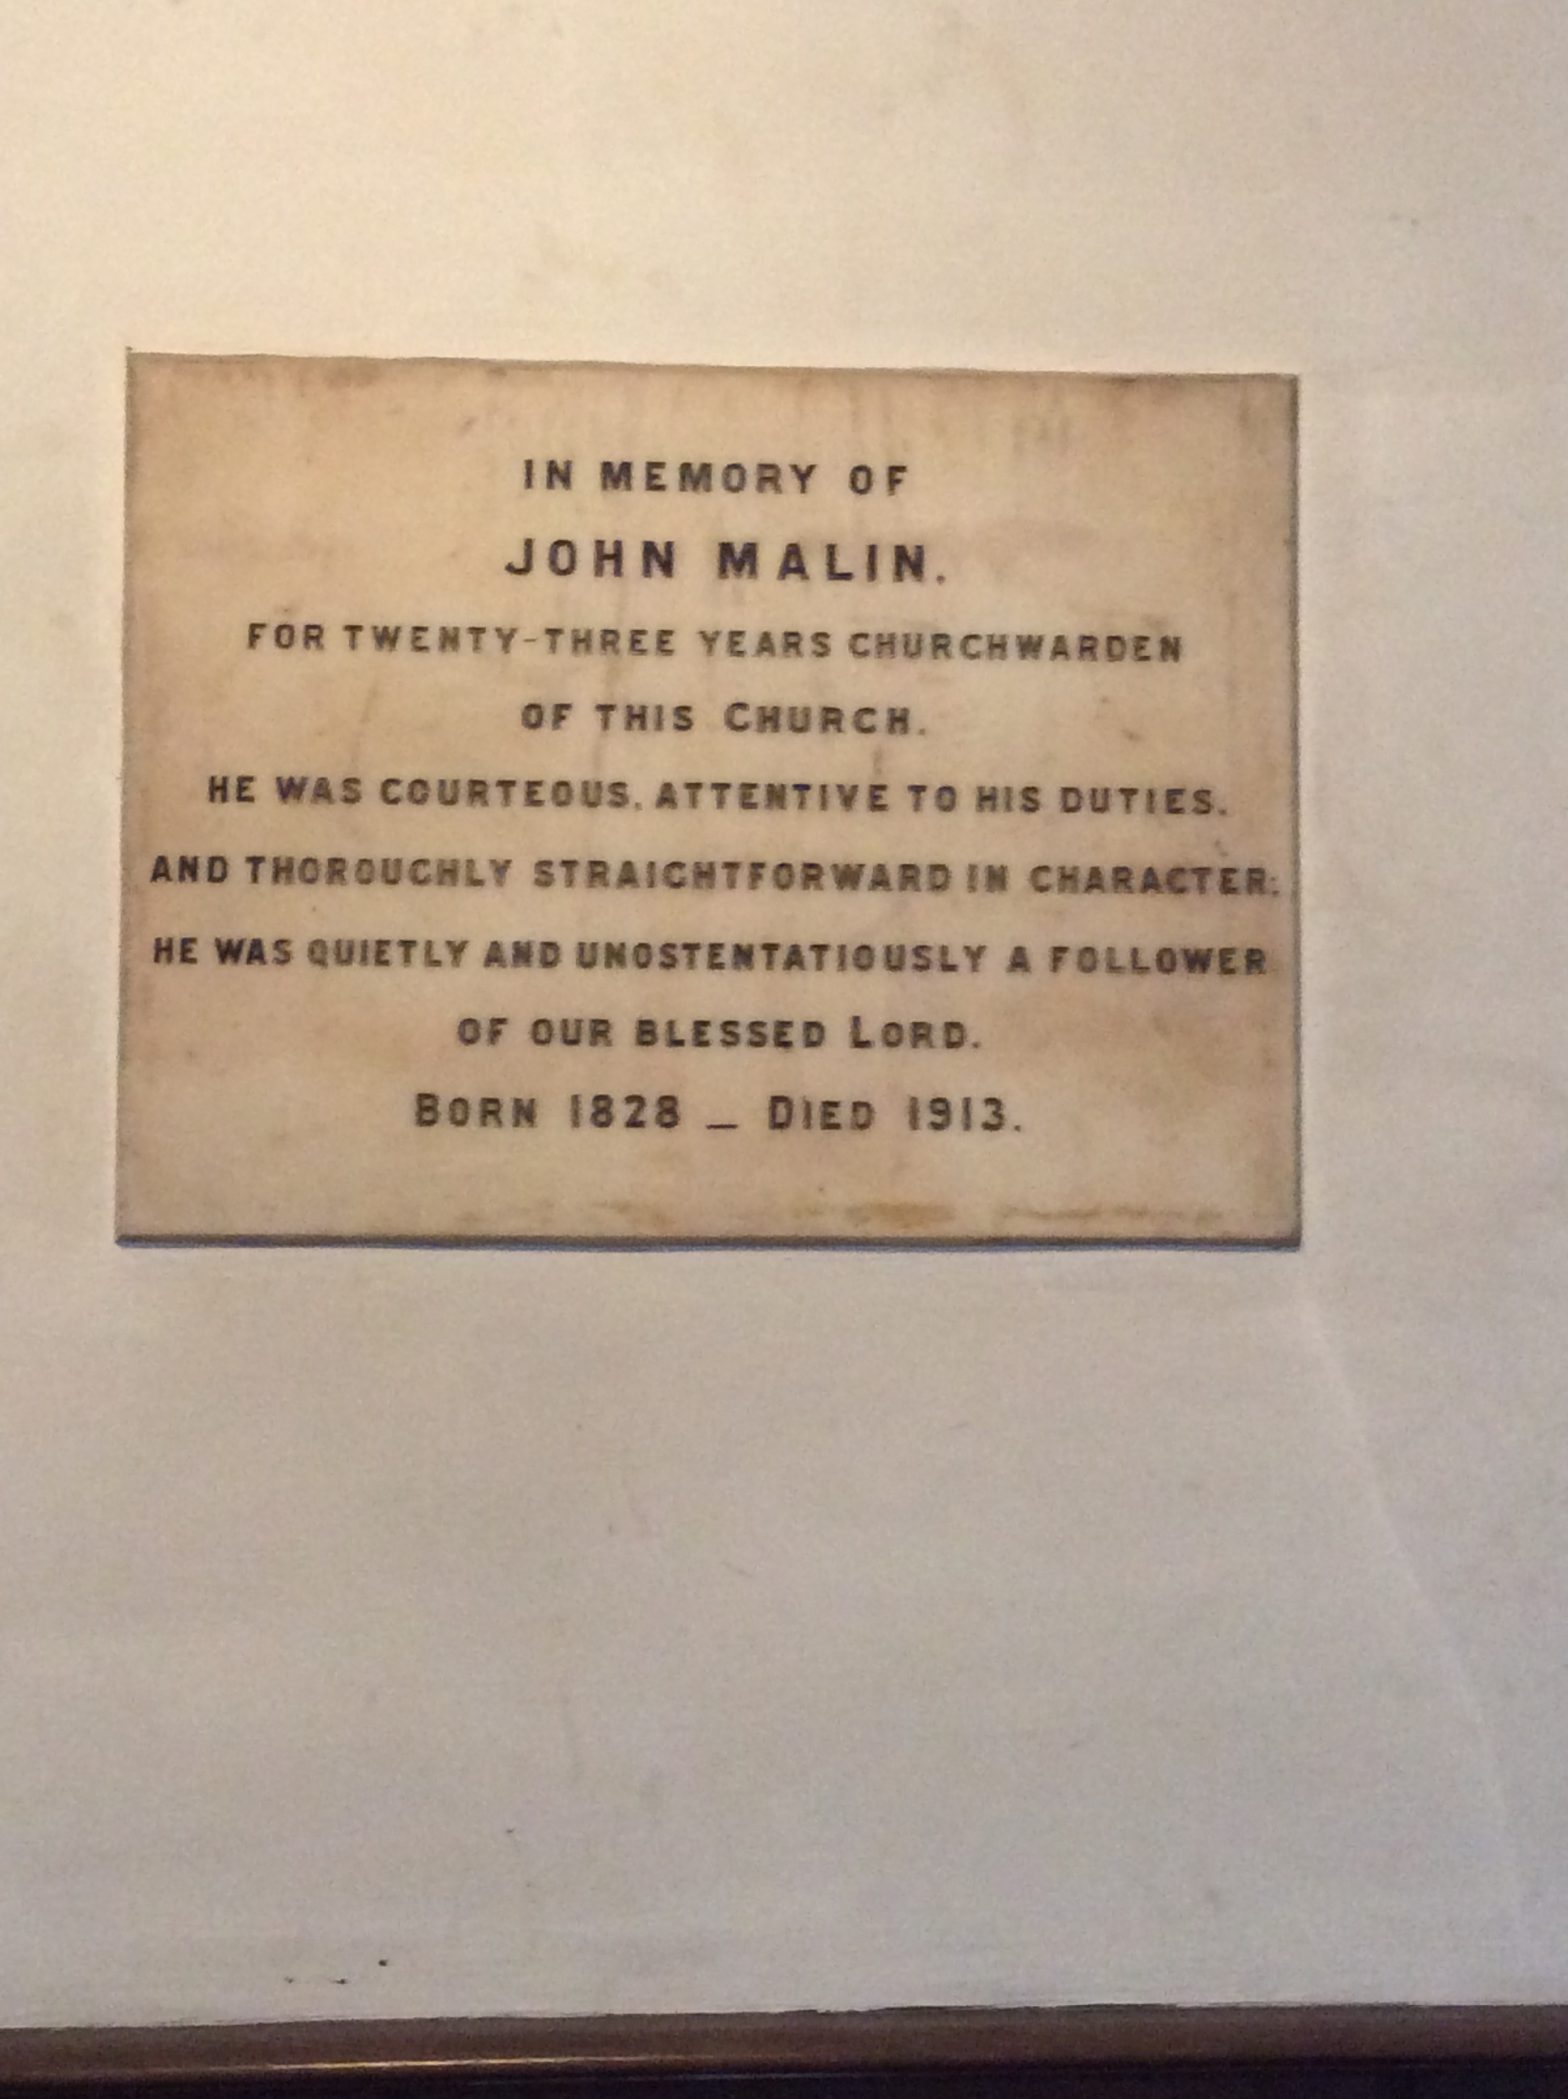 IN MEMORY OF
JOHN MALIN.
FOR TWENTY-THREE YEARS CHURCHWARDEN
OF THIS CHURCH.
HE WAS COURTEOUS, ATTENTIVE TO HIS DUTIES,
AND THOROUGHLY STRAIGHTFORWARD IN CHARACTER;
HE WAS QUIETLY AND UNOSTENTATIOUSLY A FOLLOWER
OF OUR BLESSED LORD.
BORN 1828 _ DIED 1913.